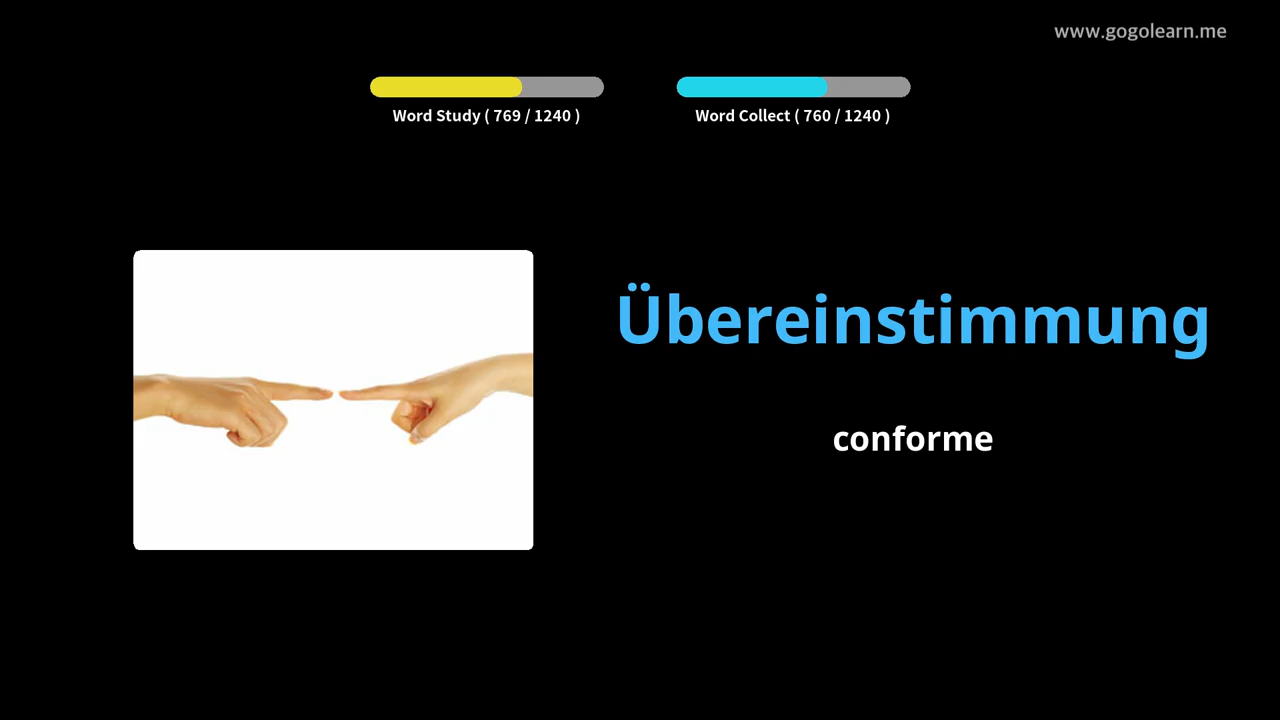 www.gogolearn.me
Word Study ( 769 / 1240 )
Word Collect ( 760 / 1240 )
Übereinstimmung
conforme